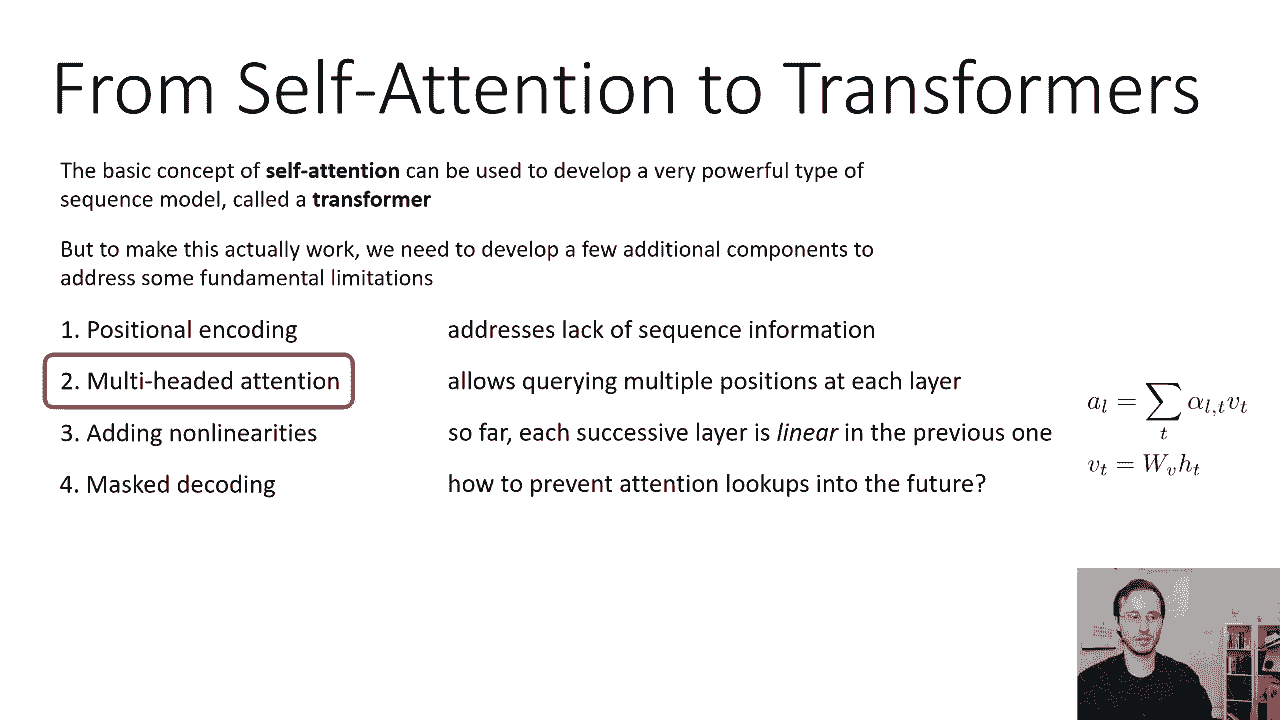 From Self-Attention to Transformers
The basic concept of self-attention can be used to develop a very powerful type of
sequence model, called a transformer
But to make this actually work, we need to develop a few additional components to
address some fundamental limitations
1. Positional encoding addresses lack of sequence information
2. Multi-headed attention allows querying multiple positions at each layer
3. Adding nonlinearities so far, each successive layer is linear in the previous one
4. Masked decoding how to prevent attention lookups into the future?
a_l = \sum_t α_{l,t} v_t
v_t = W_v h_t